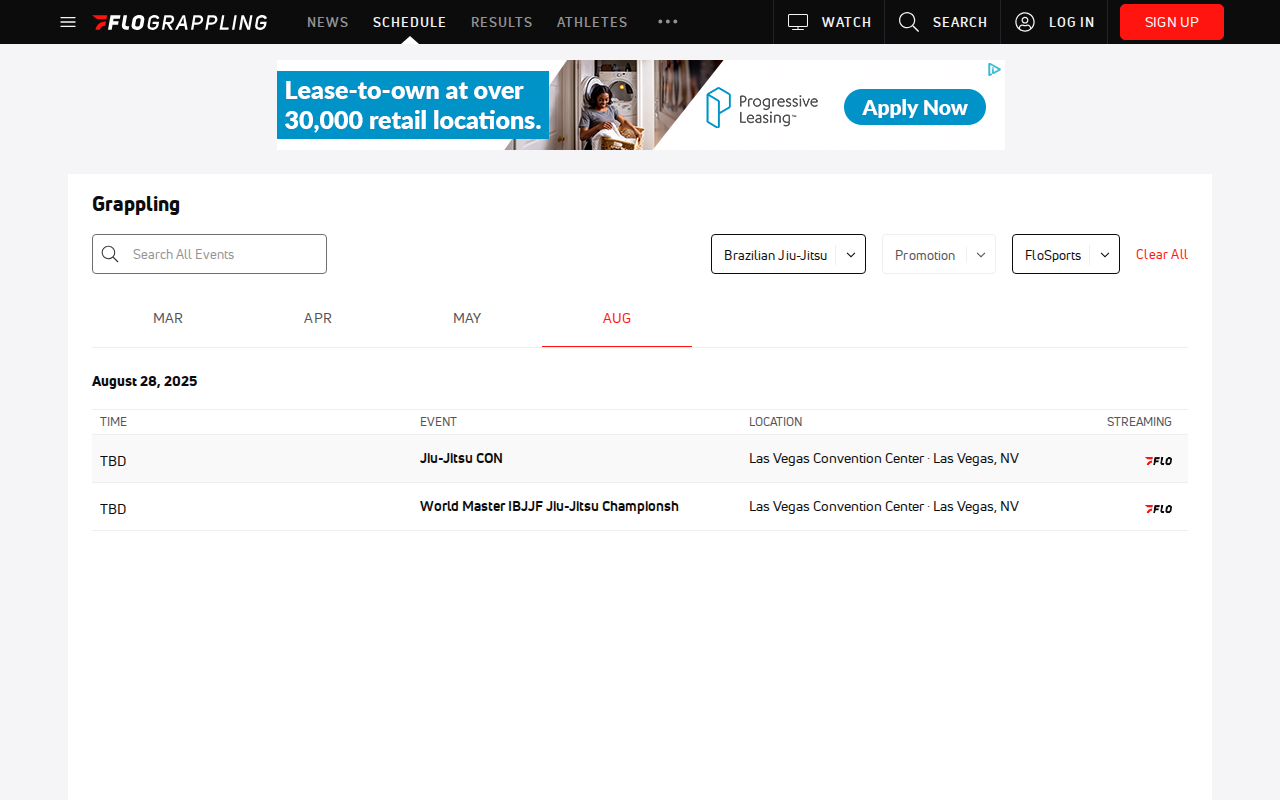 FLOGRAPPLING NEWS SCHEDULE RESULTS ATHLETES WATCH SEARCH LOG IN SIGN UP
Lease-to-own at over
30,000 retail locations.
Progressive
Leasing™
Apply Now
Grappling
Search All Events
Brazilian Jiu-Jitsu
Promotion
FloSports
Clear All
MAR APR MAY AUG
August 28, 2025
TIME EVENT LOCATION STREAMING
TBD Jiu-Jitsu CON Las Vegas Convention Center · Las Vegas, NV FLO
TBD World Master IBJJF Jiu-Jitsu Championsh Las Vegas Convention Center · Las Vegas, NV FLO